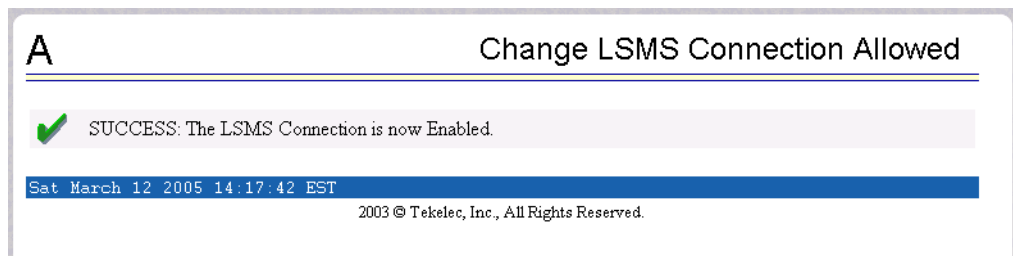 A
Change LSMS Connection Allowed
SUCCESS: The LSMS Connection is now Enabled.
Sat March 12 2005 14:17:42 EST
2003 © Tekelec, Inc., All Rights Reserved.